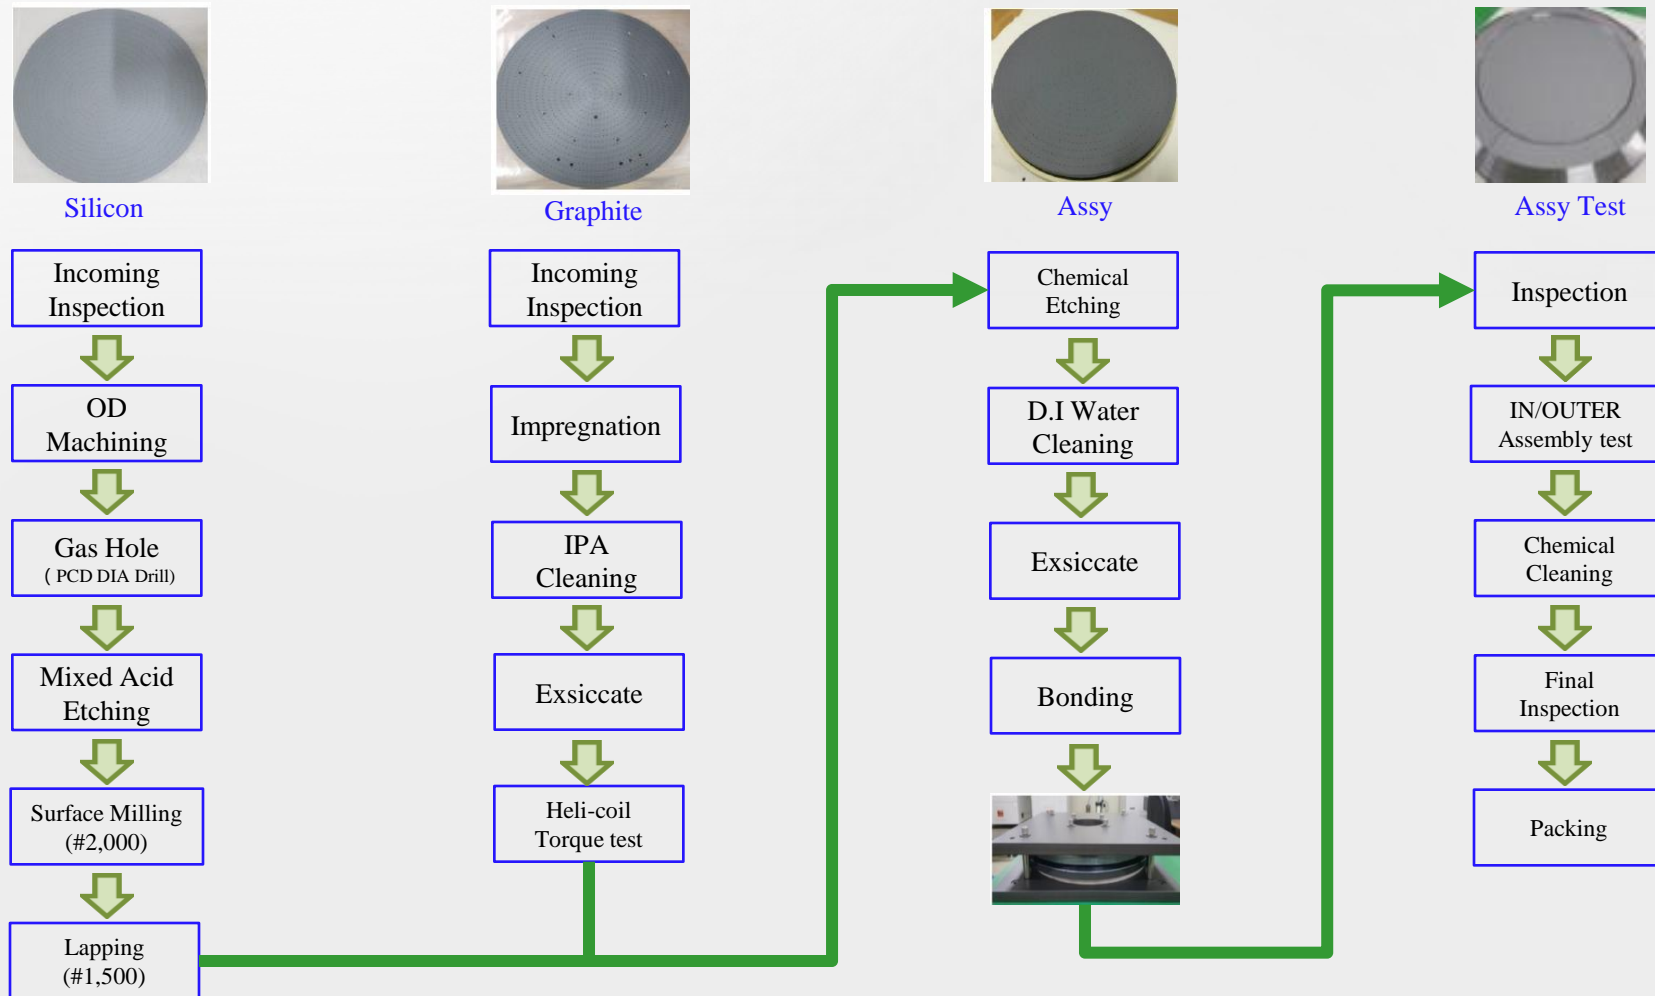 Silicon
Incoming
Inspection
OD
Machining
Gas Hole
( PCD DIA Drill)
Mixed Acid
Etching
Surface Milling
(#2,000)
Lapping
(#1,500)
Graphite
Incoming
Inspection
Impregnation
IPA
Cleaning
Exsiccate
Heli-coil
Torque test
Assy
Chemical
Etching
D.I Water
Cleaning
Exsiccate
Bonding
Assy Test
Inspection
IN/OUTER
Assembly test
Chemical
Cleaning
Final
Inspection
Packing